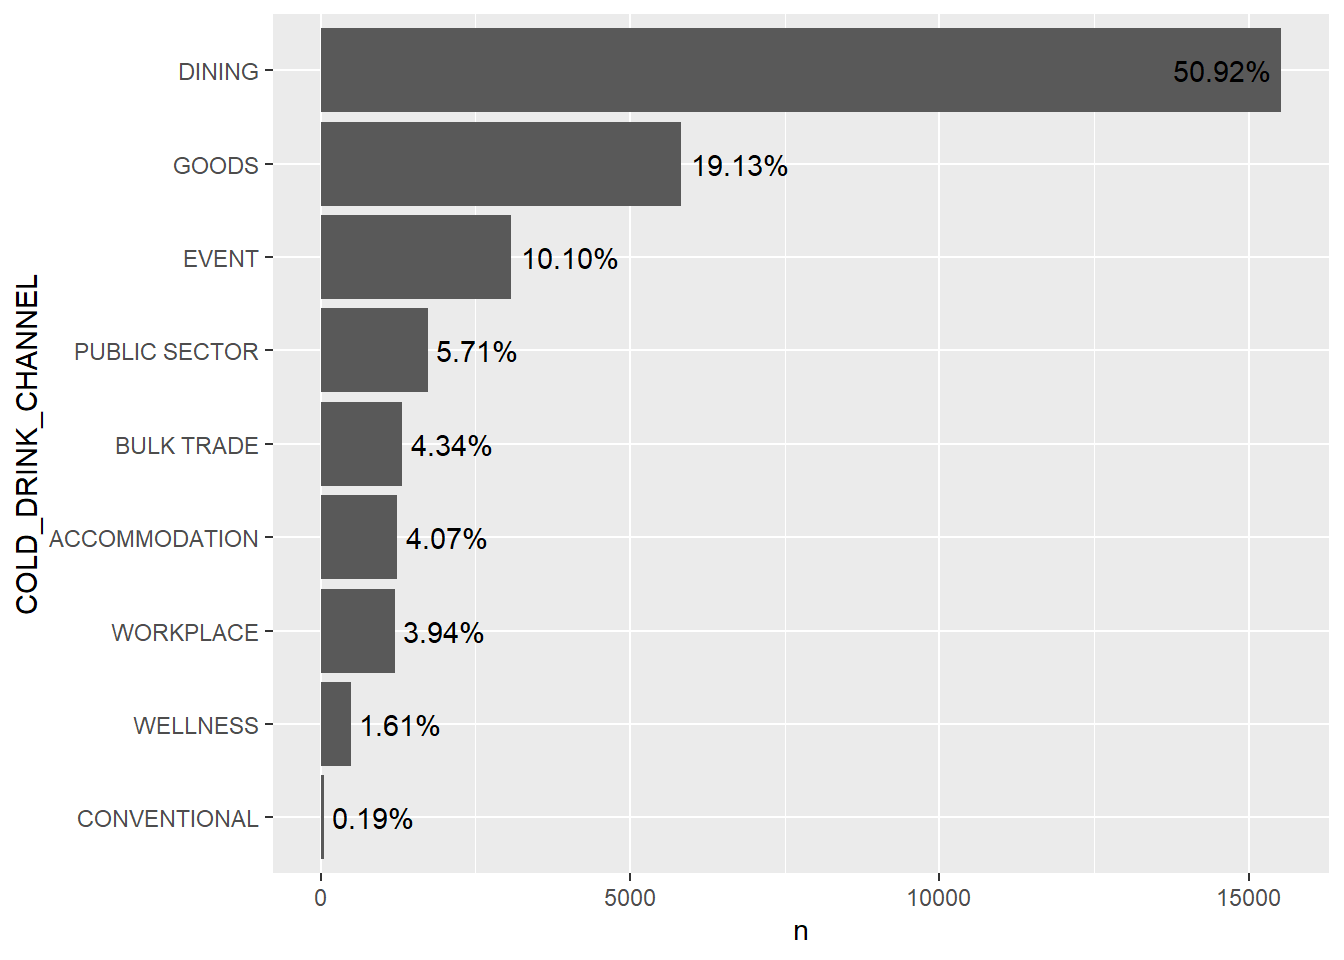 COLD_DRINK_CHANNEL
DINING 50.92%
GOODS 19.13%
EVENT 10.10%
PUBLIC SECTOR 5.71%
BULK TRADE 4.34%
ACCOMMODATION 4.07%
WORKPLACE 3.94%
WELLNESS 1.61%
CONVENTIONAL 0.19%
0 5000 10000 15000
n